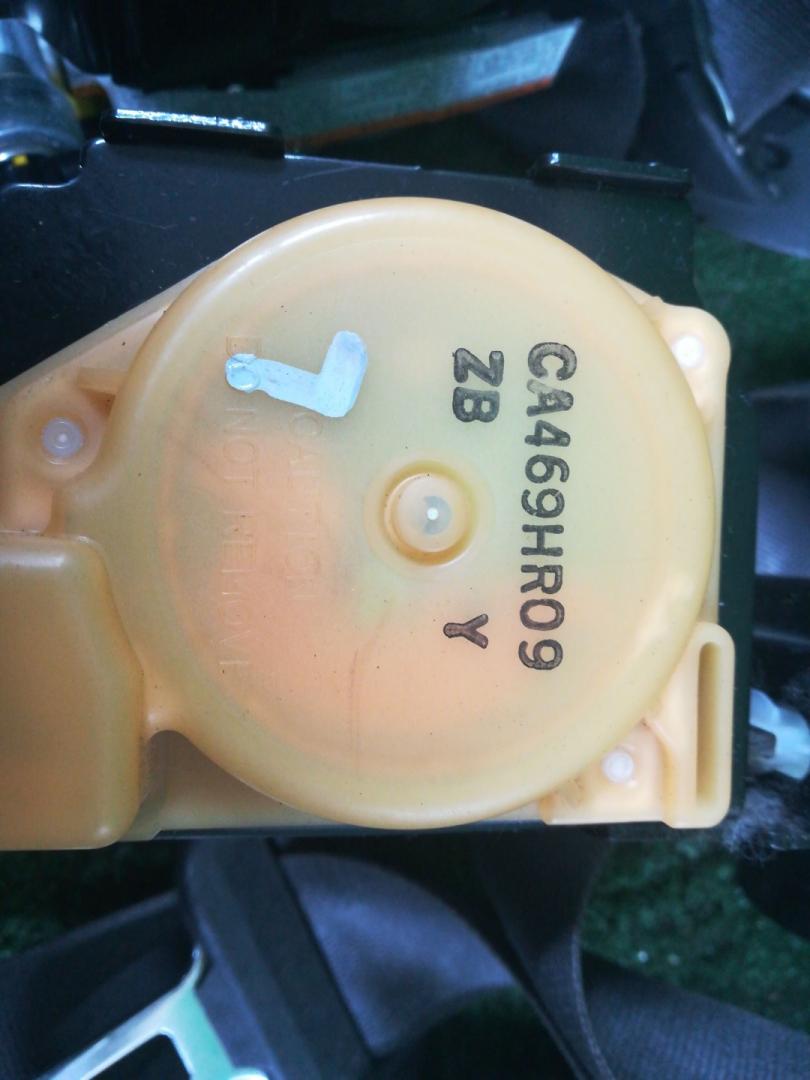 CA469HR09
ZB Y
CAUTION
DO NOT REMOVE